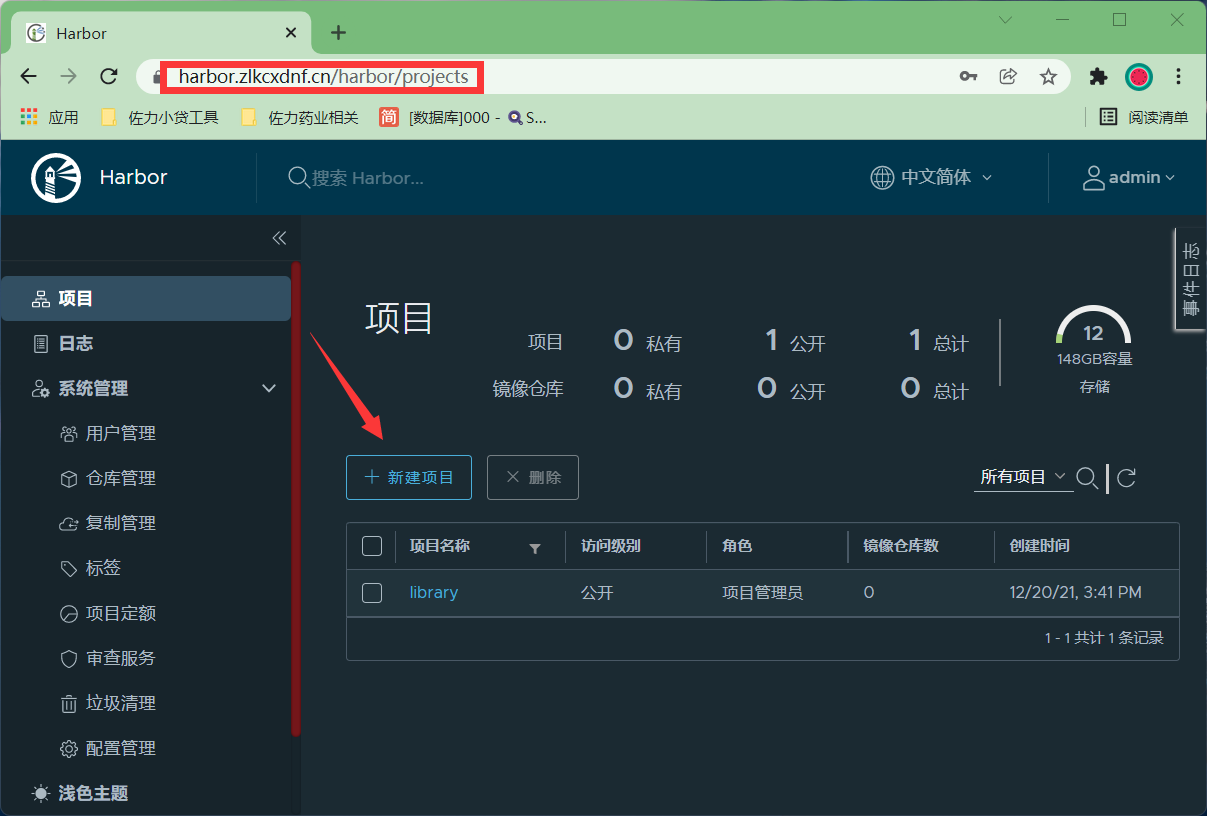 Harbor
harbor.zlkcxdnf.cn/harbor/projects
应用 佐力小贷工具 佐力药业相关 简 [数据库]000 - S... 阅读清单
Harbor 搜索 Harbor... 中文简体 admin
事件日志
项目
日志
系统管理
用户管理
仓库管理
复制管理
标签
项目定额
审查服务
垃圾清理
配置管理
浅色主题
项目
项目 0 私有 1 公开 1 总计
镜像仓库 0 私有 0 公开 0 总计
12
148GB容量
存储
新建项目 删除 所有项目
项目名称 访问级别 角色 镜像仓库数 创建时间
library 公开 项目管理员 0 12/20/21, 3:41 PM
1 - 1 共计 1 条记录